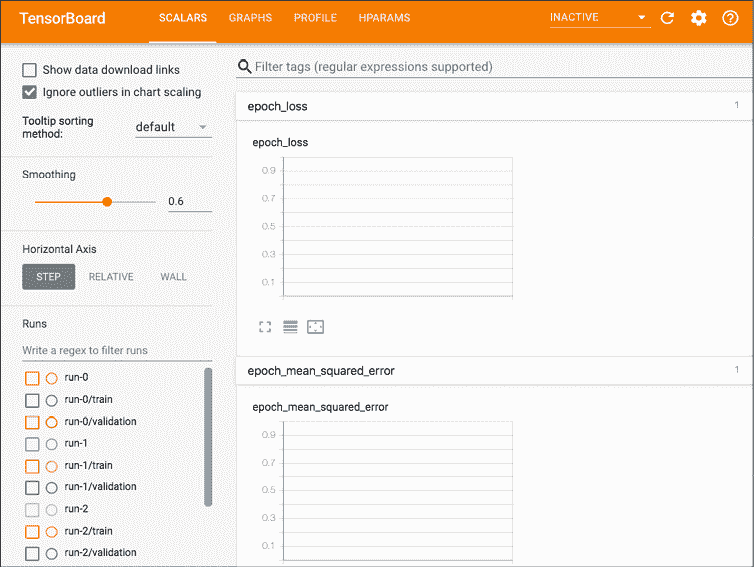 TensorBoard SCALARS GRAPHS PROFILE HPARAMS INACTIVE
Show data download links
Ignore outliers in chart scaling
Tooltip sorting method: default
Smoothing
0.6
Horizontal Axis
STEP RELATIVE WALL
Runs
Write a regex to filter runs
run-0
run-0/train
run-0/validation
run-1
run-1/train
run-1/validation
run-2
run-2/train
run-2/validation
Filter tags (regular expressions supported)
epoch_loss 1
epoch_loss
0.9
0.7
0.5
0.3
0.1
epoch_mean_squared_error 1
epoch_mean_squared_error
0.9
0.7
0.5
0.3
0.1